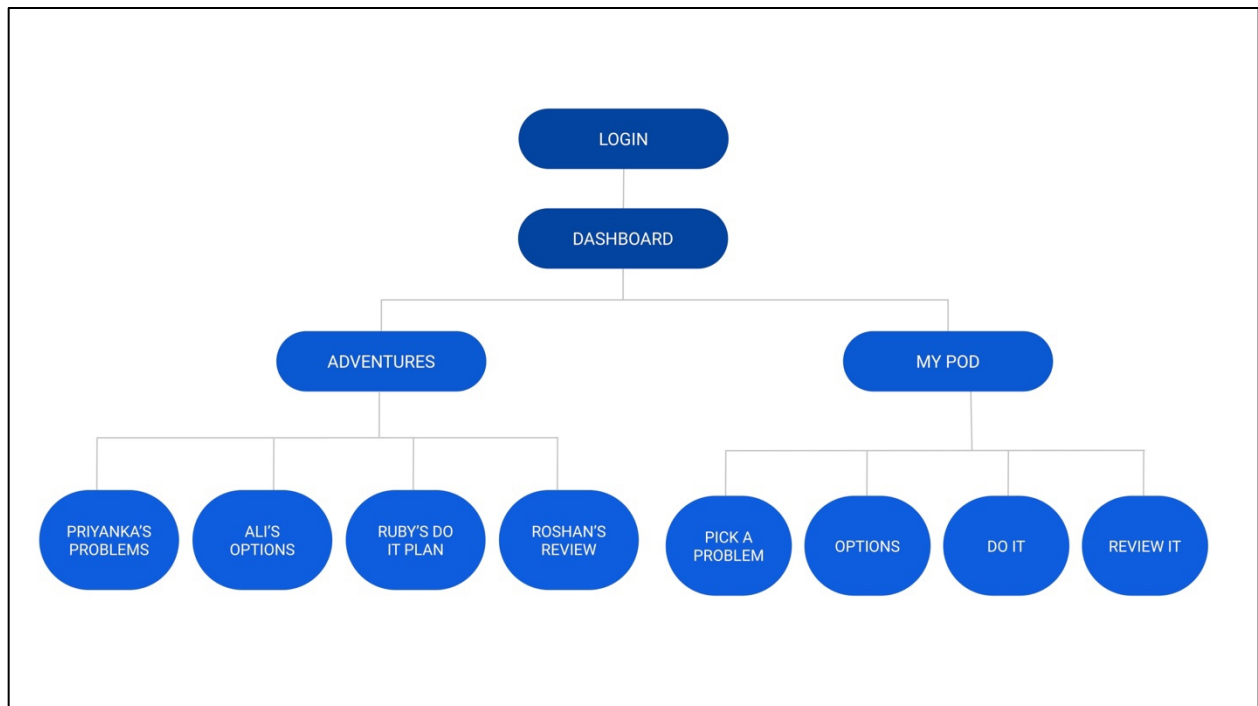 LOGIN
DASHBOARD
ADVENTURES
MY POD
PRIYANKA’S
PROBLEMS
ALI’S
OPTIONS
RUBY’S DO
IT PLAN
ROSHAN’S
REVIEW
PICK A
PROBLEM
OPTIONS
DO IT
REVIEW IT